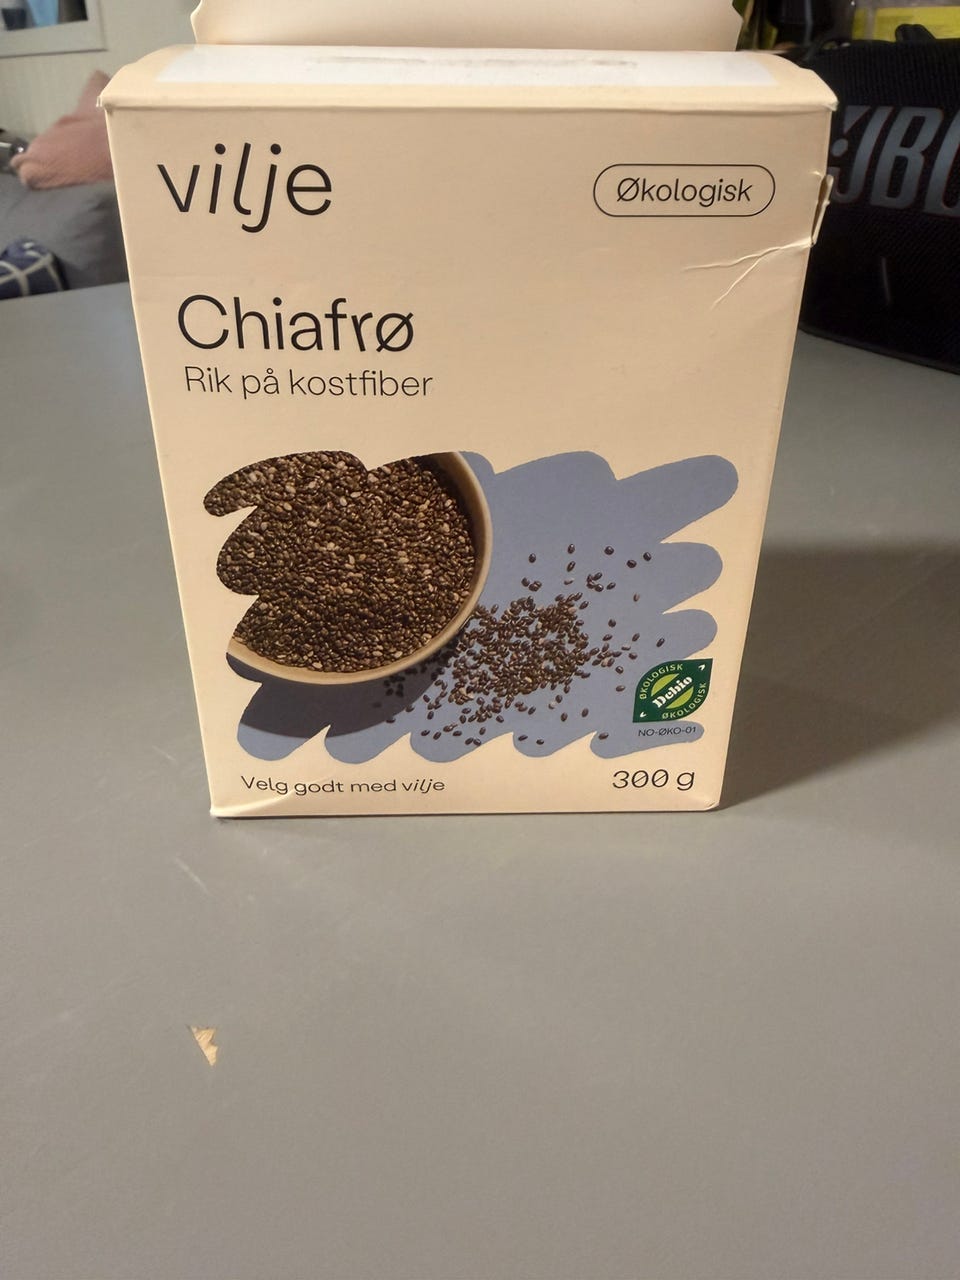 vilje
Økologisk
Chiafrø
Rik på kostfiber
ØKOLOGISK
Debio
ØKOLOGISK
NO-ØKO-01
Velg godt med vilje
300 g